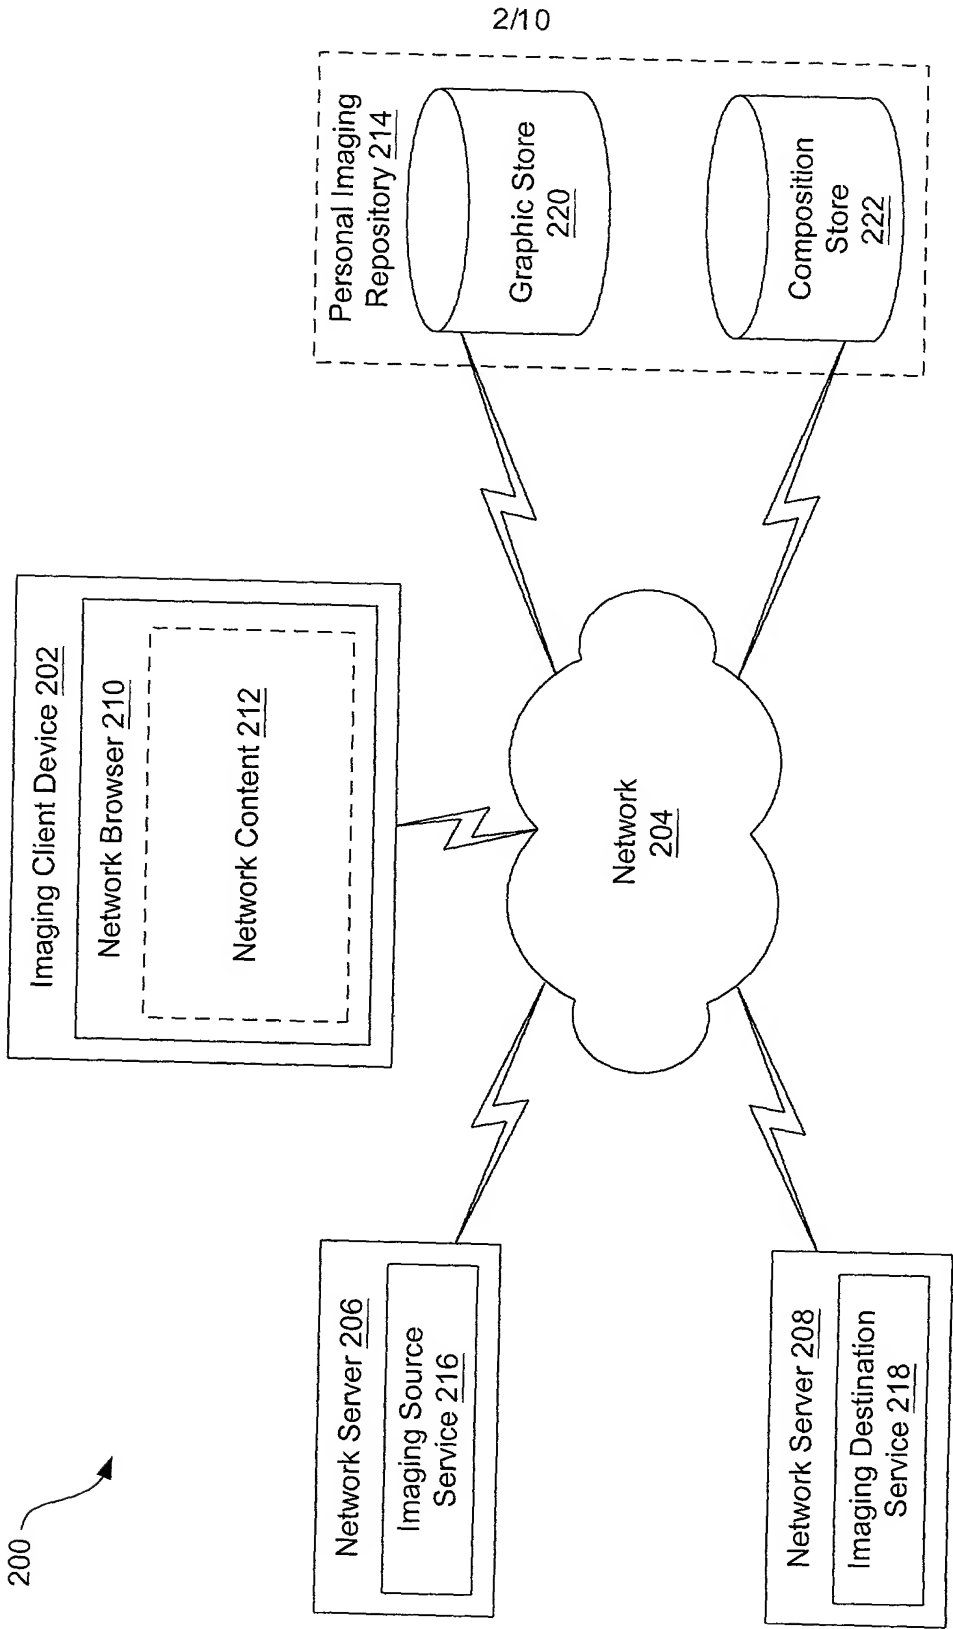 2/10
200
Imaging Client Device 202
Network Browser 210
Network Content 212
Personal Imaging
Repository 214
Graphic Store
220
Composition
Store
222
Network
204
Network Server 206
Imaging Source
Service 216
Network Server 208
Imaging Destination
Service 218